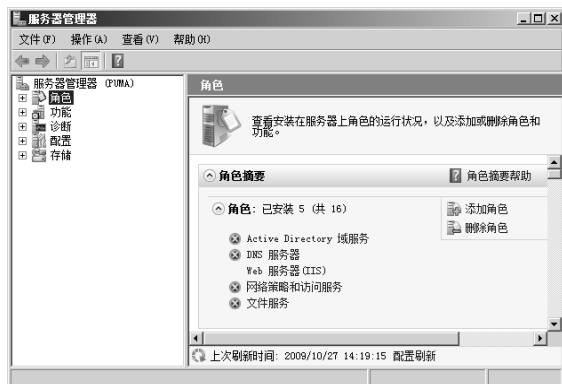 服务器管理器
文件(F) 操作(A) 查看(V) 帮助(H)
服务器管理器 (PUMA)
角色
功能
诊断
配置
存储
角色
查看安装在服务器上角色的运行状况，以及添加或删除角色和
功能。
角色摘要
角色摘要帮助
角色: 已安装 5 (共 16)
添加角色
删除角色
Active Directory 域服务
DNS 服务器
Web 服务器(IIS)
网络策略和访问服务
文件服务
上次刷新时间: 2009/10/27 14:19:15 配置刷新